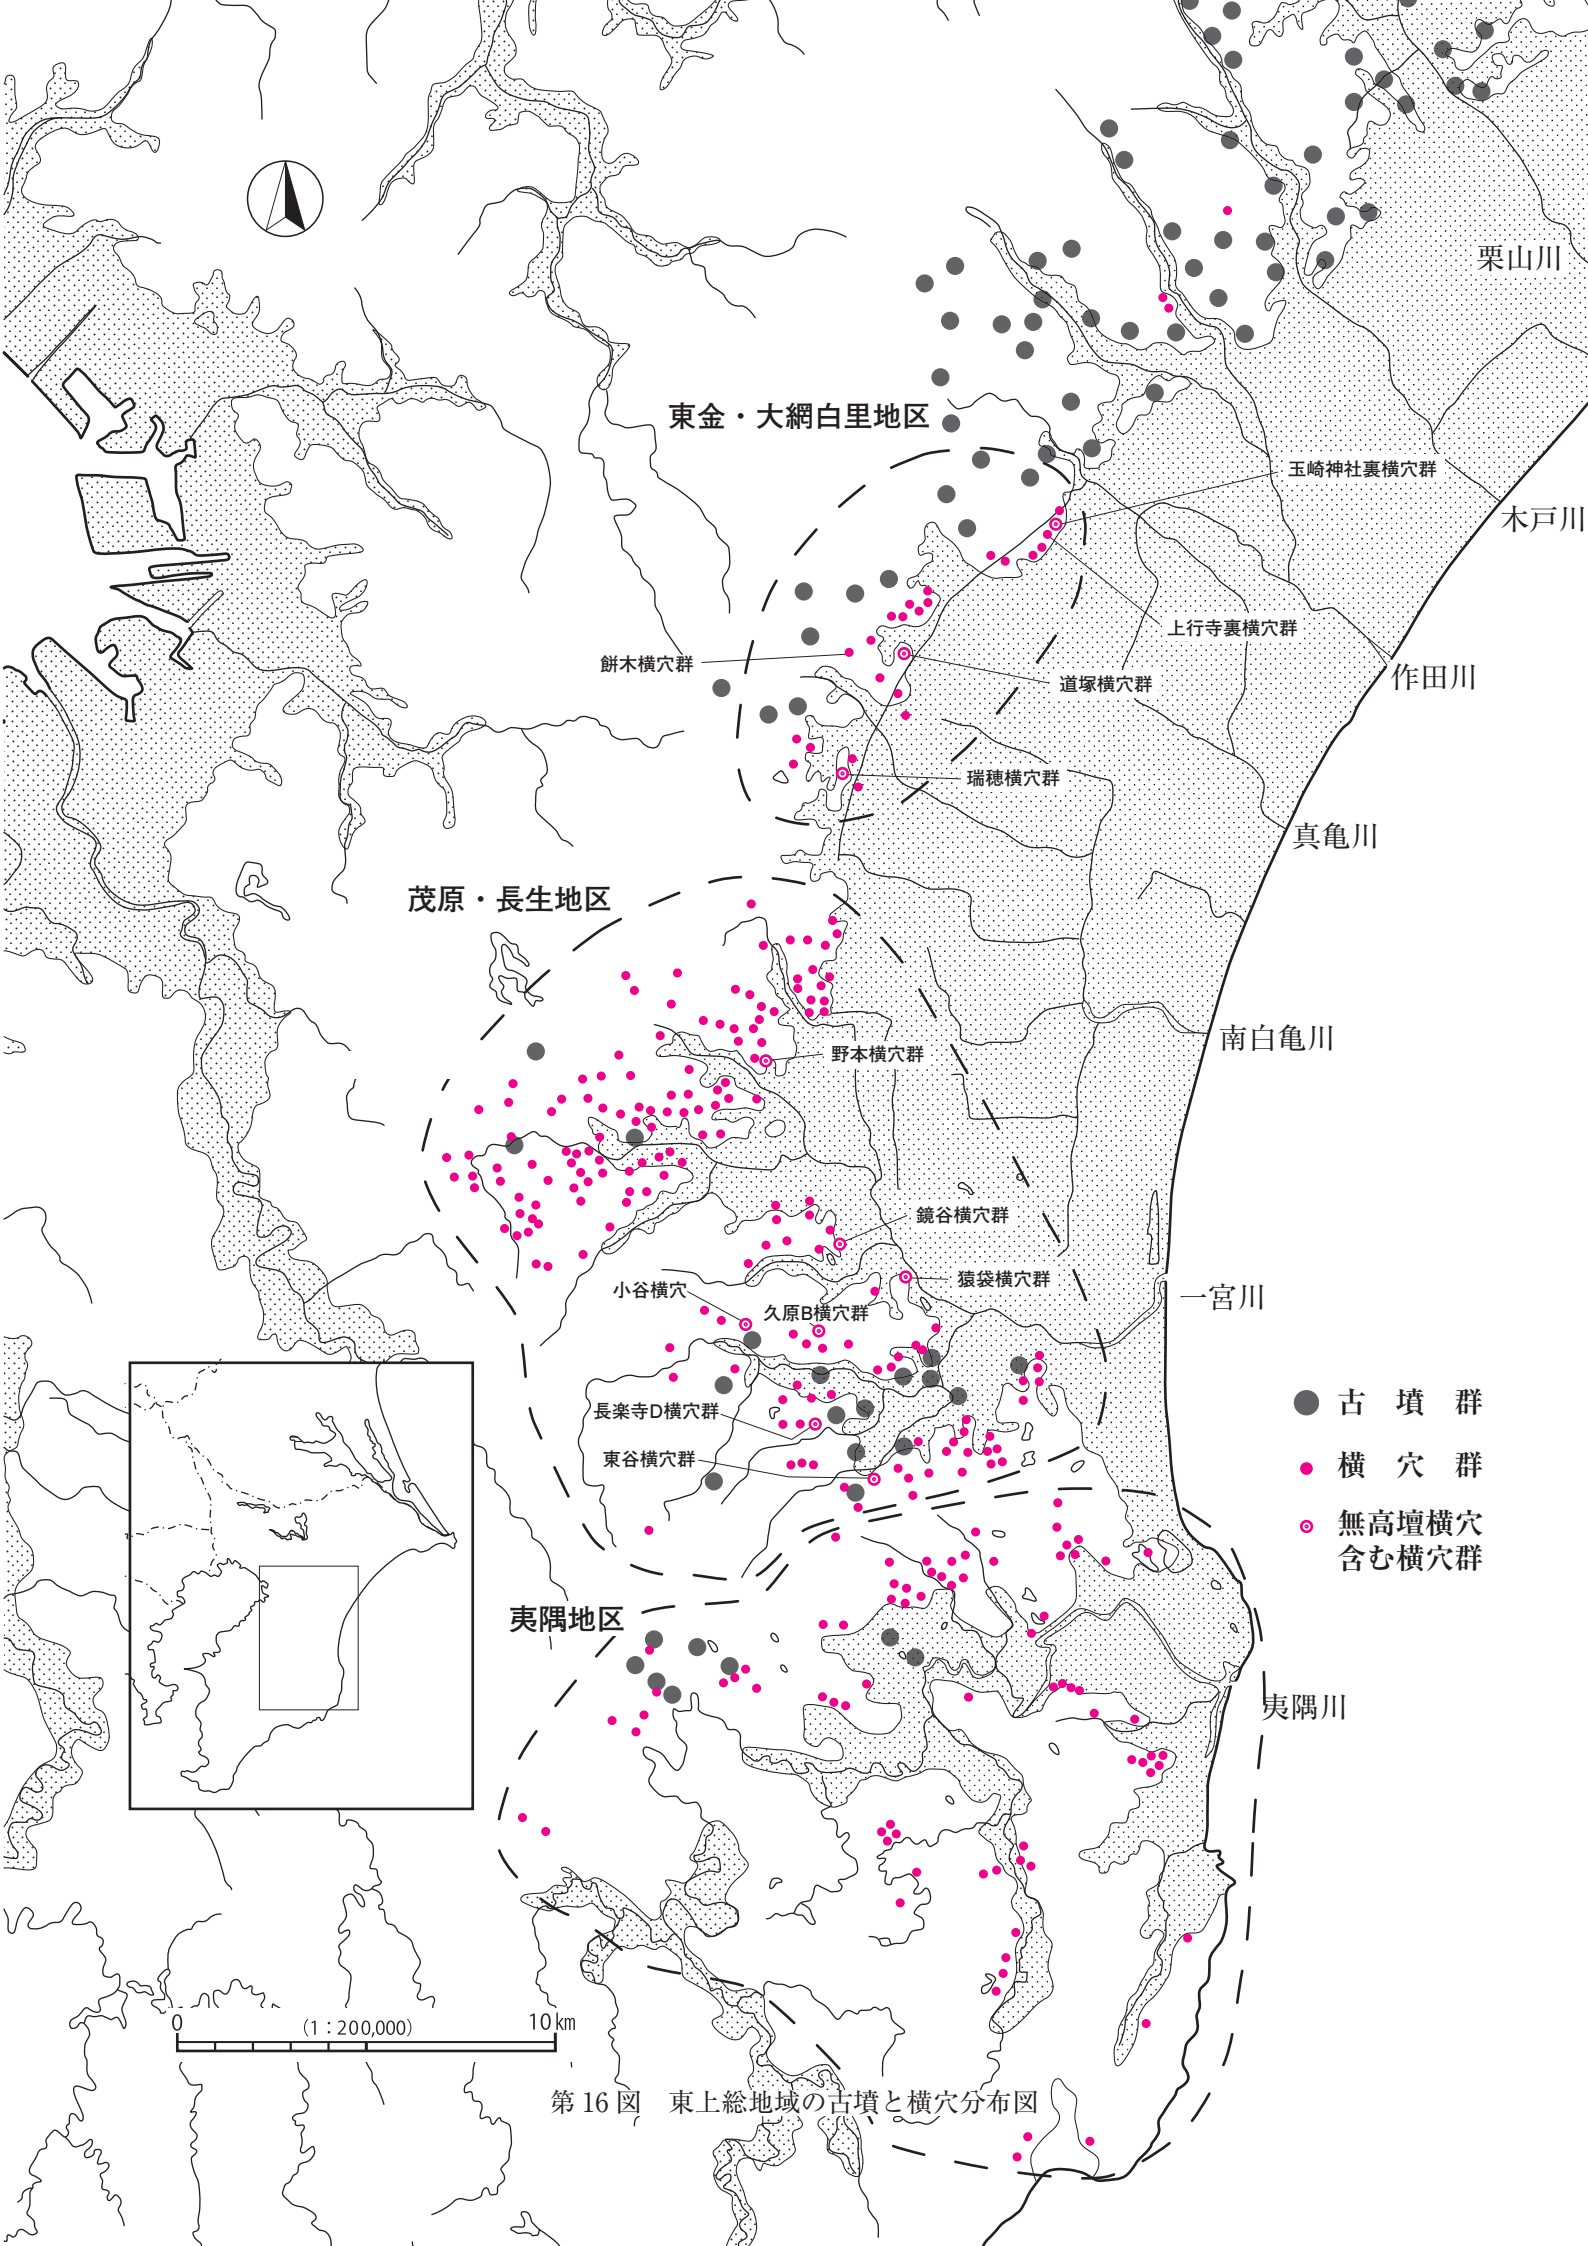 栗山川
東金・大網白里地区
玉崎神社裏横穴群
木戸川
上行寺裏横穴群
餅木横穴群
道塚横穴群
作田川
瑞穂横穴群
真亀川
茂原・長生地区
南白亀川
野本横穴群
鏡谷横穴群
猿袋横穴群
小谷横穴
一宮川
久原B横穴群
古墳群
長楽寺D横穴群
東谷横穴群
横穴群
無高壇横穴
含む横穴群
夷隅地区
夷隅川
0 (1：200,000) 10km
第16図 東上総地域の古墳と横穴分布図